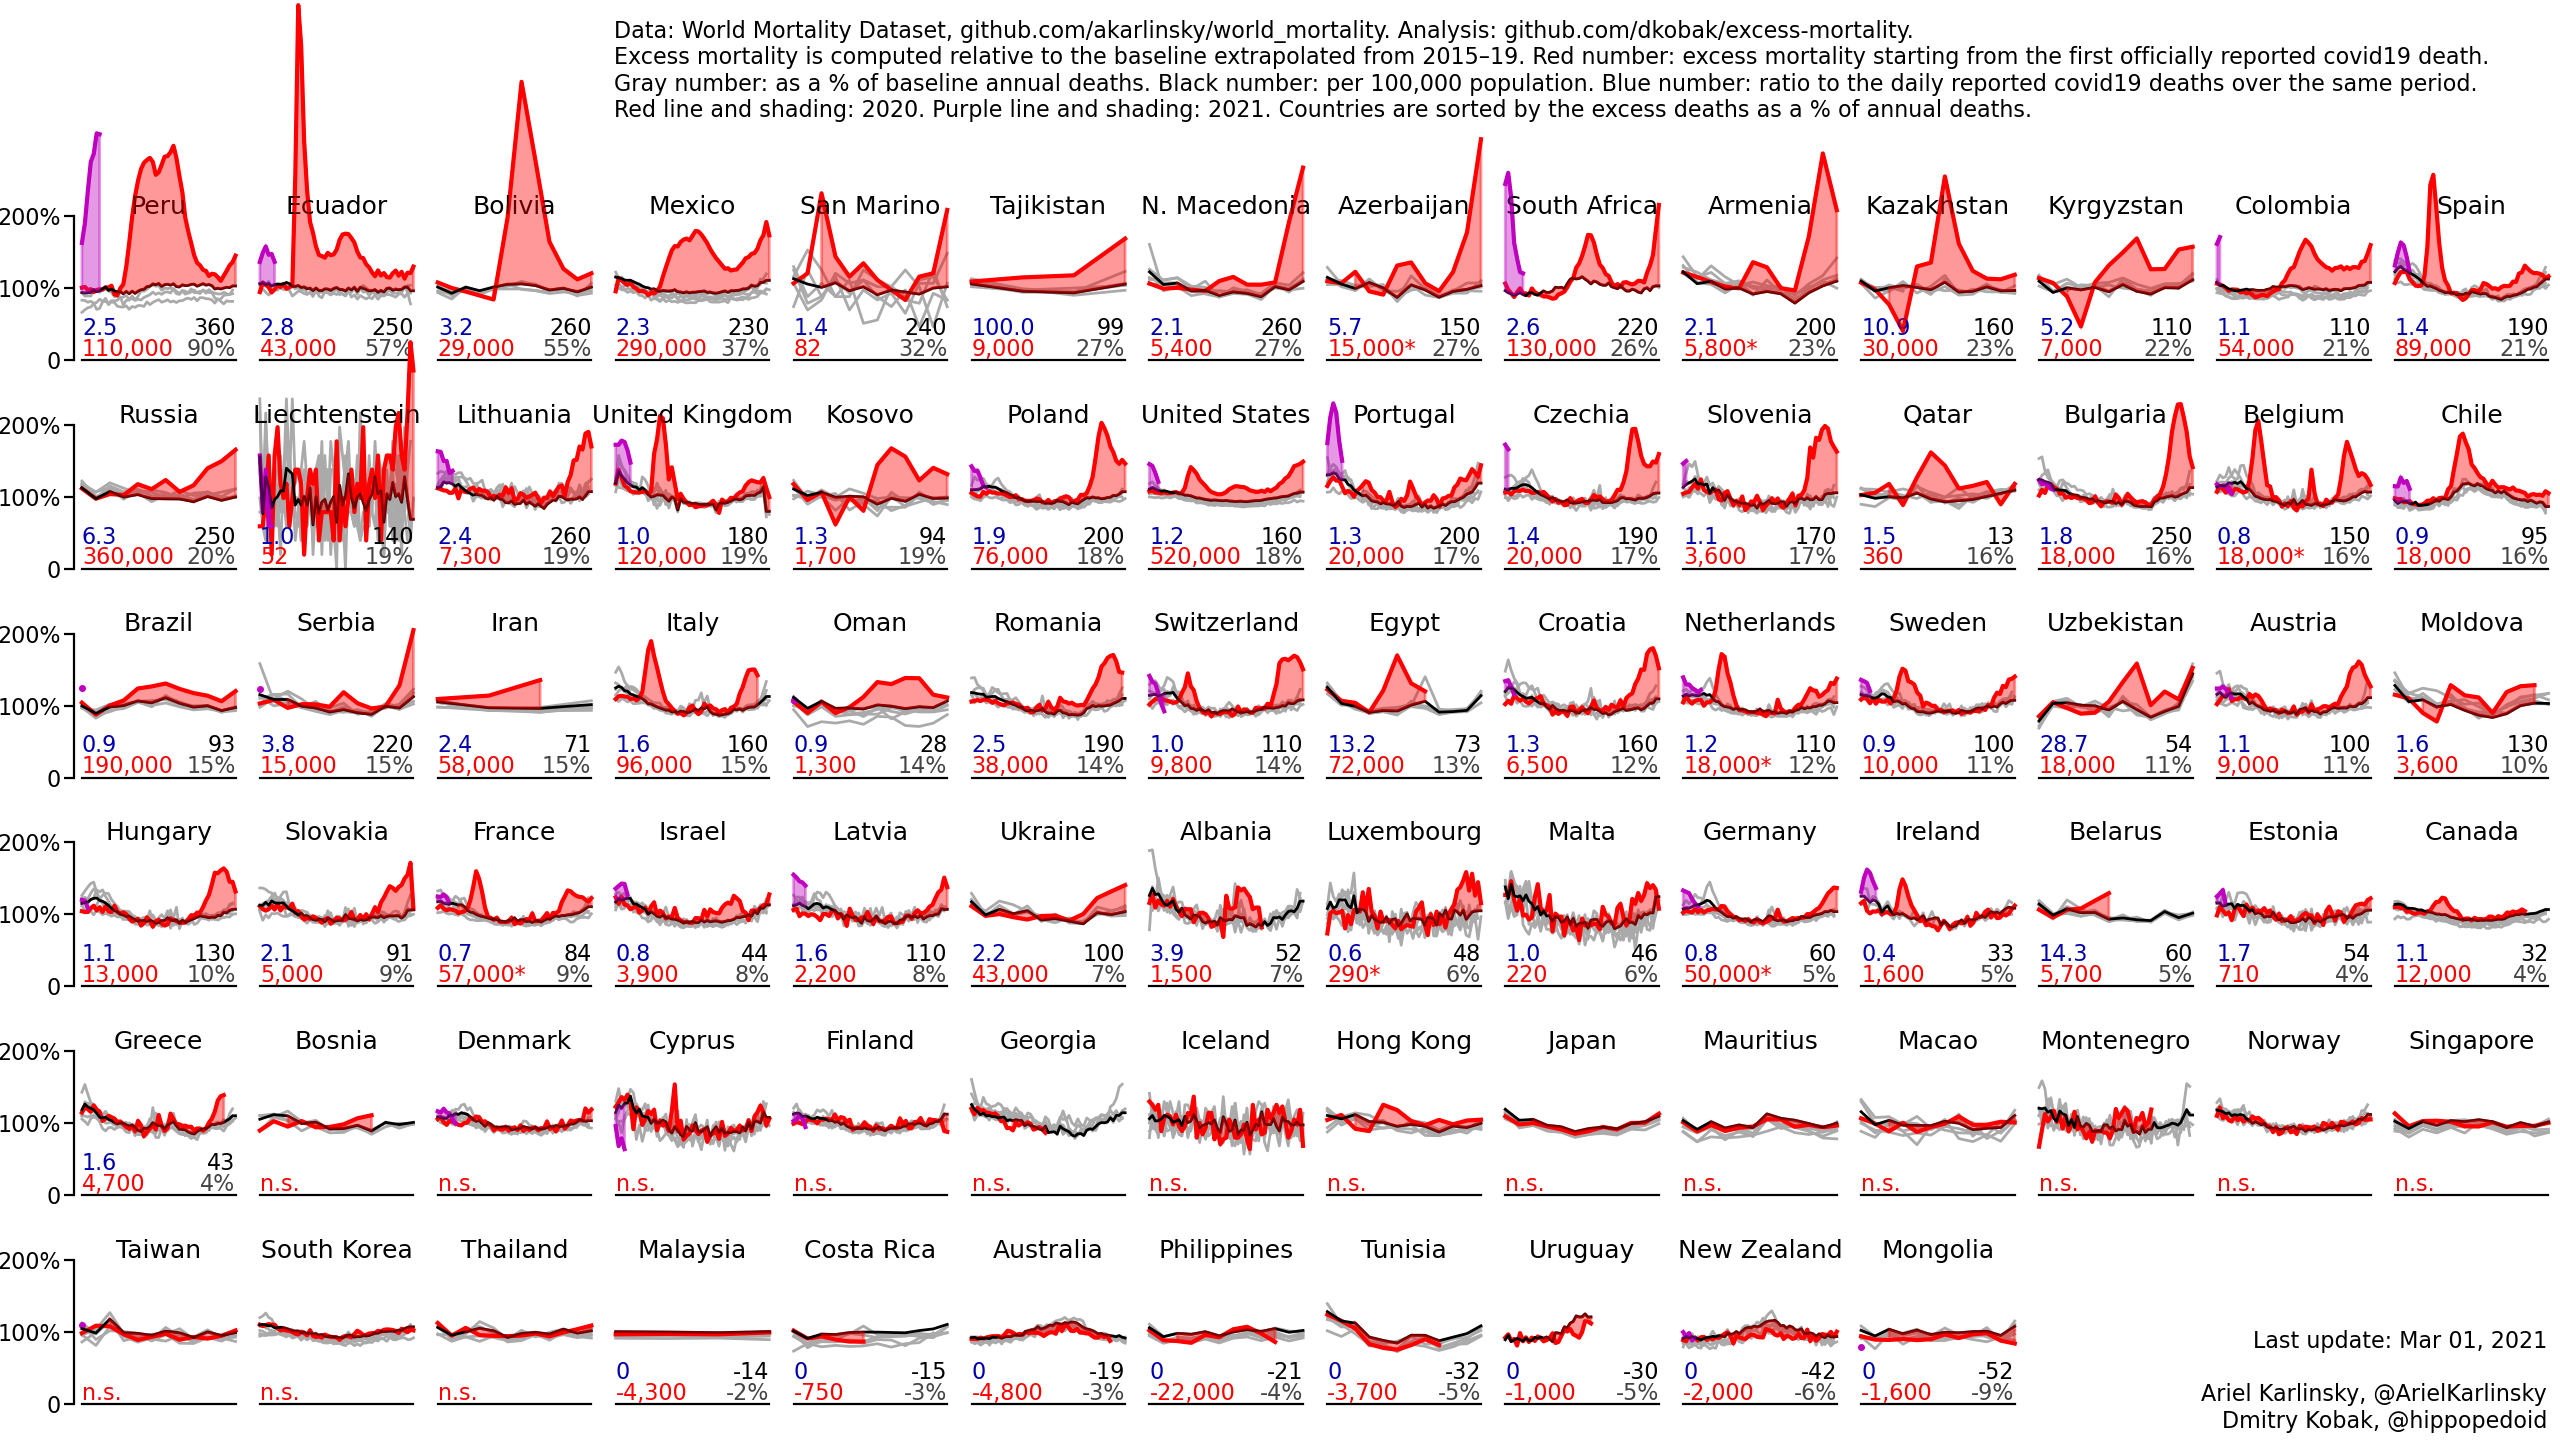 Data: World Mortality Dataset, github.com/akarlinsky/world_mortality. Analysis: github.com/dkobak/excess-mortality.
Excess mortality is computed relative to the baseline extrapolated from 2015–19. Red number: excess mortality starting from the first officially reported covid19 death.
Gray number: as a % of baseline annual deaths. Black number: per 100,000 population. Blue number: ratio to the daily reported covid19 deaths over the same period.
Red line and shading: 2020. Purple line and shading: 2021. Countries are sorted by the excess deaths as a % of annual deaths.
Peru Ecuador Bolivia Mexico San Marino Tajikistan N. Macedonia Azerbaijan South Africa Armenia Kazakhstan Kyrgyzstan Colombia Spain
200%
100%
2.5 360 2.8 250 3.2 260 2.3 230 1.4 240 100.0 99 2.1 260 5.7 150 2.6 220 2.1 200 10.9 160 5.2 110 1.1 110 1.4 190
0 110,000 90% 43,000 57% 29,000 55% 290,000 37% 82 32% 9,000 27% 5,400 27% 15,000* 27% 130,000 26% 5,800* 23% 30,000 23% 7,000 22% 54,000 21% 89,000 21%
Russia Liechtenstein Lithuania United Kingdom Kosovo Poland United States Portugal Czechia Slovenia Qatar Bulgaria Belgium Chile
200%
100%
6.3 250 1.0 140 2.4 260 1.0 180 1.3 94 1.9 200 1.2 160 1.3 200 1.4 190 1.1 170 1.5 13 1.8 250 0.8 150 0.9 95
0 360,000 20% 52 19% 7,300 19% 120,000 19% 1,700 19% 76,000 18% 520,000 18% 20,000 17% 20,000 17% 3,600 17% 360 16% 18,000 16% 18,000* 16% 18,000 16%
Brazil Serbia Iran Italy Oman Romania Switzerland Egypt Croatia Netherlands Sweden Uzbekistan Austria Moldova
200%
100%
0.9 93 3.8 220 2.4 71 1.6 160 0.9 28 2.5 190 1.0 110 13.2 73 1.3 160 1.2 110 0.9 100 28.7 54 1.1 100 1.6 130
0 190,000 15% 15,000 15% 58,000 15% 96,000 15% 1,300 14% 38,000 14% 9,800 14% 72,000 13% 6,500 12% 18,000* 12% 10,000 11% 18,000 11% 9,000 11% 3,600 10%
Hungary Slovakia France Israel Latvia Ukraine Albania Luxembourg Malta Germany Ireland Belarus Estonia Canada
200%
100%
1.1 130 2.1 91 0.7 84 0.8 44 1.6 110 2.2 100 3.9 52 0.6 48 1.0 46 0.8 60 0.4 33 14.3 60 1.7 54 1.1 32
0 13,000 10% 5,000 9% 57,000* 9% 3,900 8% 2,200 8% 43,000 7% 1,500 7% 290* 6% 220 6% 50,000* 5% 1,600 5% 5,700 5% 710 4% 12,000 4%
Greece Bosnia Denmark Cyprus Finland Georgia Iceland Hong Kong Japan Mauritius Macao Montenegro Norway Singapore
200%
100%
1.6 43
0 4,700 4% n.s. n.s. n.s. n.s. n.s. n.s. n.s. n.s. n.s. n.s. n.s. n.s. n.s.
Taiwan South Korea Thailand Malaysia Costa Rica Australia Philippines Tunisia Uruguay New Zealand Mongolia
200%
100%
Last update: Mar 01, 2021
0 -14 0 -15 0 -19 0 -21 0 -32 0 -30 0 -42 0 -52
0 n.s. n.s. n.s. -4,300 -2% -750 -3% -4,800 -3% -22,000 -4% -3,700 -5% -1,000 -5% -2,000 -6% -1,600 -9%
Ariel Karlinsky, @ArielKarlinsky
Dmitry Kobak, @hippopedoid